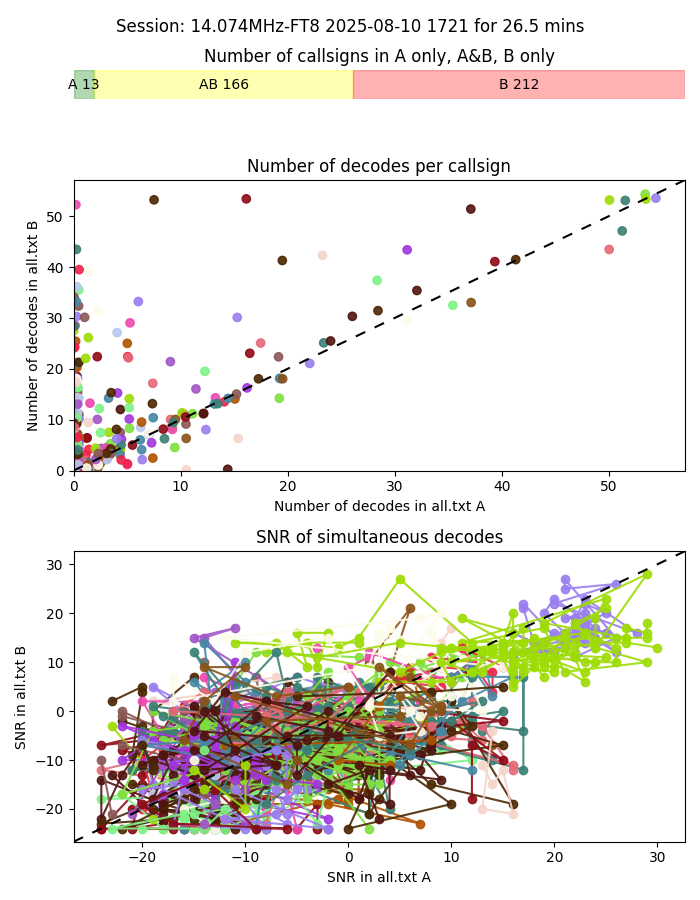 Session: 14.074MHz-FT8 2025-08-10 1721 for 26.5 mins
Number of callsigns in A only, A&B, B only
A 13 AB 166 B 212
Number of decodes per callsign
Number of decodes in all.txt B
50
40
30
20
10
0
0 10 20 30 40 50
Number of decodes in all.txt A
SNR of simultaneous decodes
SNR in all.txt B
30
20
10
0
−10
−20
−20 −10 0 10 20 30
SNR in all.txt A